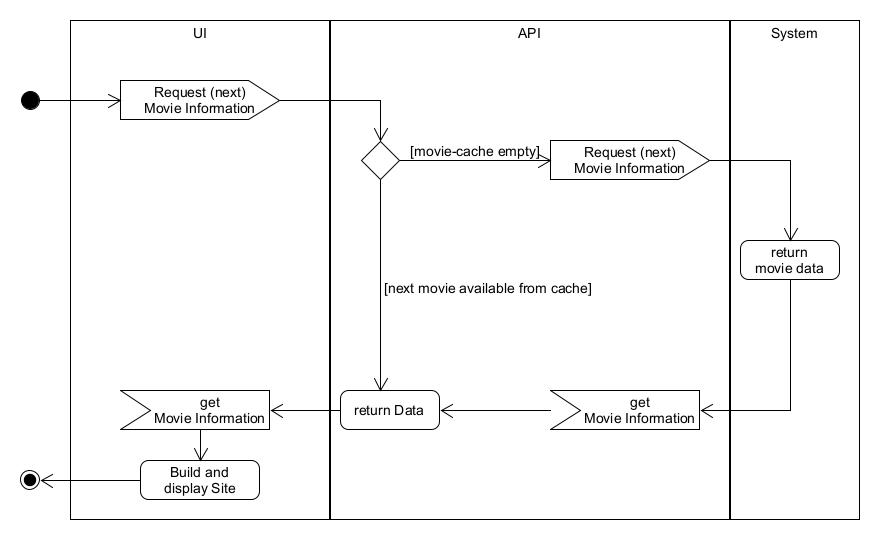 UI
API
System
Request (next)
Movie Information
[movie-cache empty]
Request (next)
Movie Information
return
movie data
[next movie available from cache]
get
Movie Information
return Data
get
Movie Information
Build and
display Site